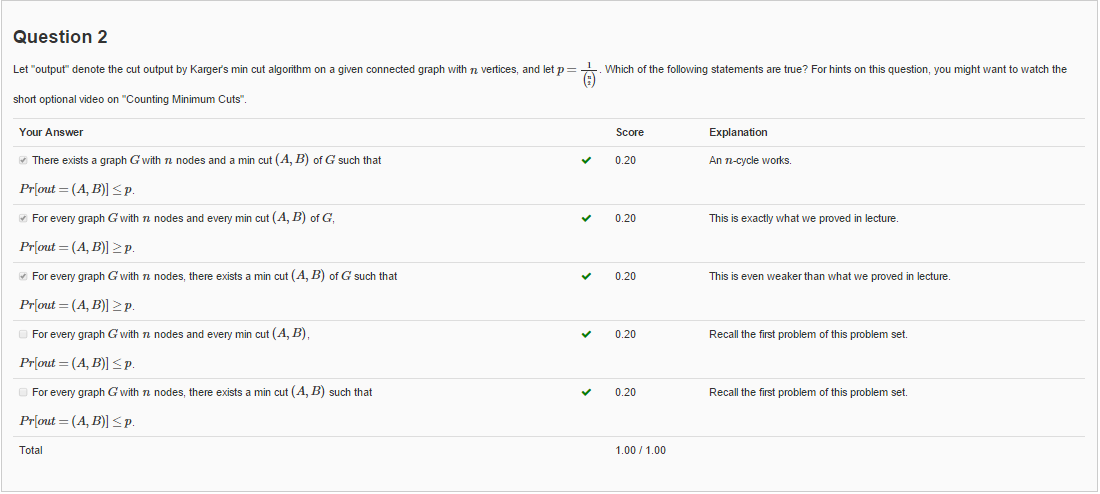 Question 2
Let "output" denote the cut output by Karger's min cut algorithm on a given connected graph with n vertices, and let p = 1/(n 2). Which of the following statements are true? For hints on this question, you might want to watch the
short optional video on "Counting Minimum Cuts".
Your Answer Score Explanation
There exists a graph G with n nodes and a min cut (A, B) of G such that 0.20 An n-cycle works.
Pr[out = (A, B)] ≤ p.
For every graph G with n nodes and every min cut (A, B) of G, 0.20 This is exactly what we proved in lecture.
Pr[out = (A, B)] ≥ p.
For every graph G with n nodes, there exists a min cut (A, B) of G such that 0.20 This is even weaker than what we proved in lecture.
Pr[out = (A, B)] ≥ p.
For every graph G with n nodes and every min cut (A, B), 0.20 Recall the first problem of this problem set.
Pr[out = (A, B)] ≤ p.
For every graph G with n nodes, there exists a min cut (A, B) such that 0.20 Recall the first problem of this problem set.
Pr[out = (A, B)] ≤ p.
Total 1.00 / 1.00